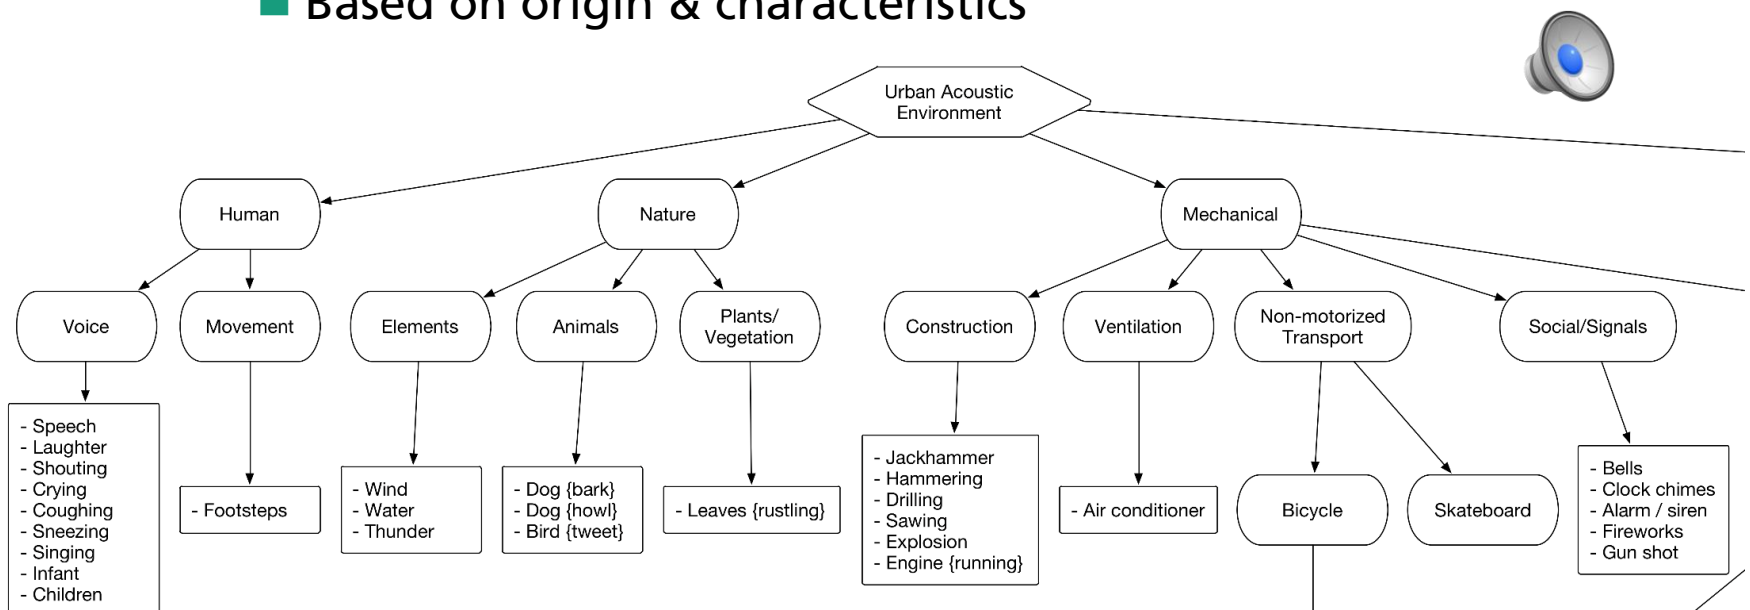 Based on origin & characteristics
Urban Acoustic
Environment
Human
Nature
Mechanical
Voice
Movement
Elements
Animals
Plants/
Vegetation
Construction
Ventilation
Non-motorized
Transport
Social/Signals
- Speech
- Laughter
- Shouting
- Crying
- Coughing
- Sneezing
- Singing
- Infant
- Children
- Footsteps
- Wind
- Water
- Thunder
- Dog {bark}
- Dog {howl}
- Bird {tweet}
- Leaves {rustling}
- Jackhammer
- Hammering
- Drilling
- Sawing
- Explosion
- Engine {running}
- Air conditioner
Bicycle
Skateboard
- Bells
- Clock chimes
- Alarm / siren
- Fireworks
- Gun shot